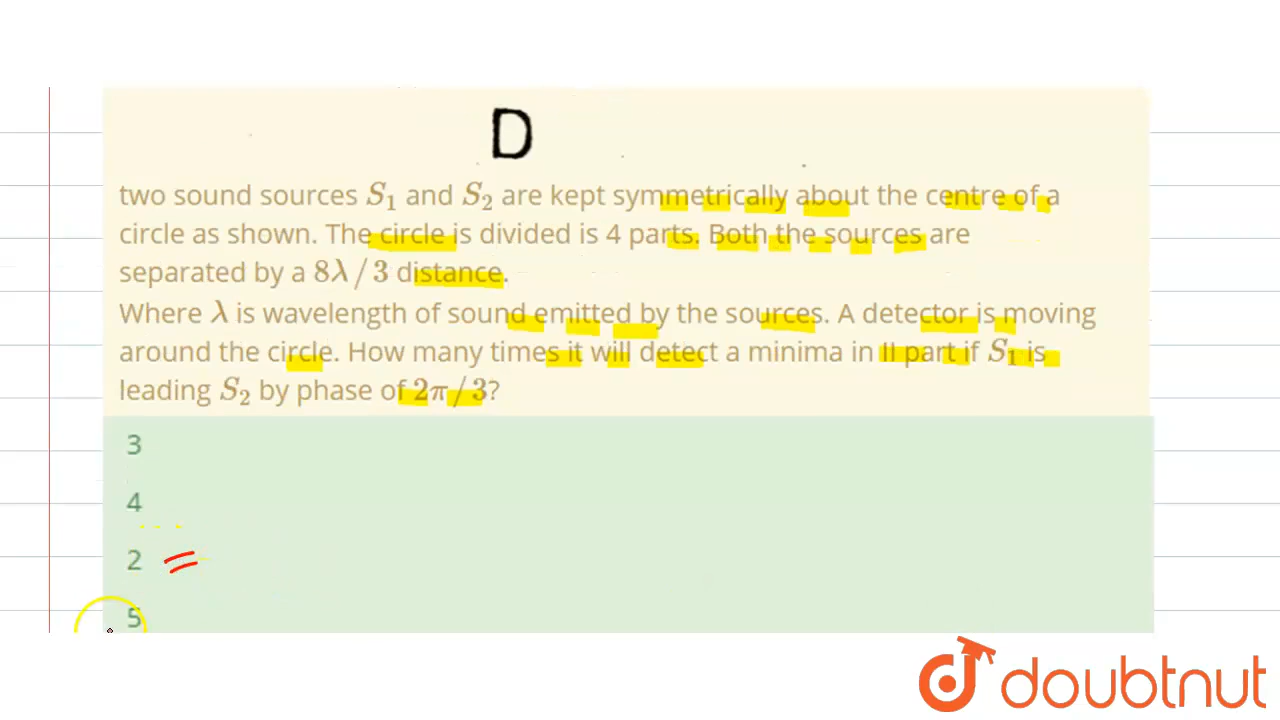 D
two sound sources S₁ and S₂ are kept symmetrically about the centre of a
circle as shown. The circle is divided is 4 parts. Both the sources are
separated by a 8λ/3 distance.
Where λ is wavelength of sound emitted by the sources. A detector is moving
around the circle. How many times it will detect a minima in II part if S₁ is
leading S₂ by phase of 2π/3?
3
4
2
5
doubtnut